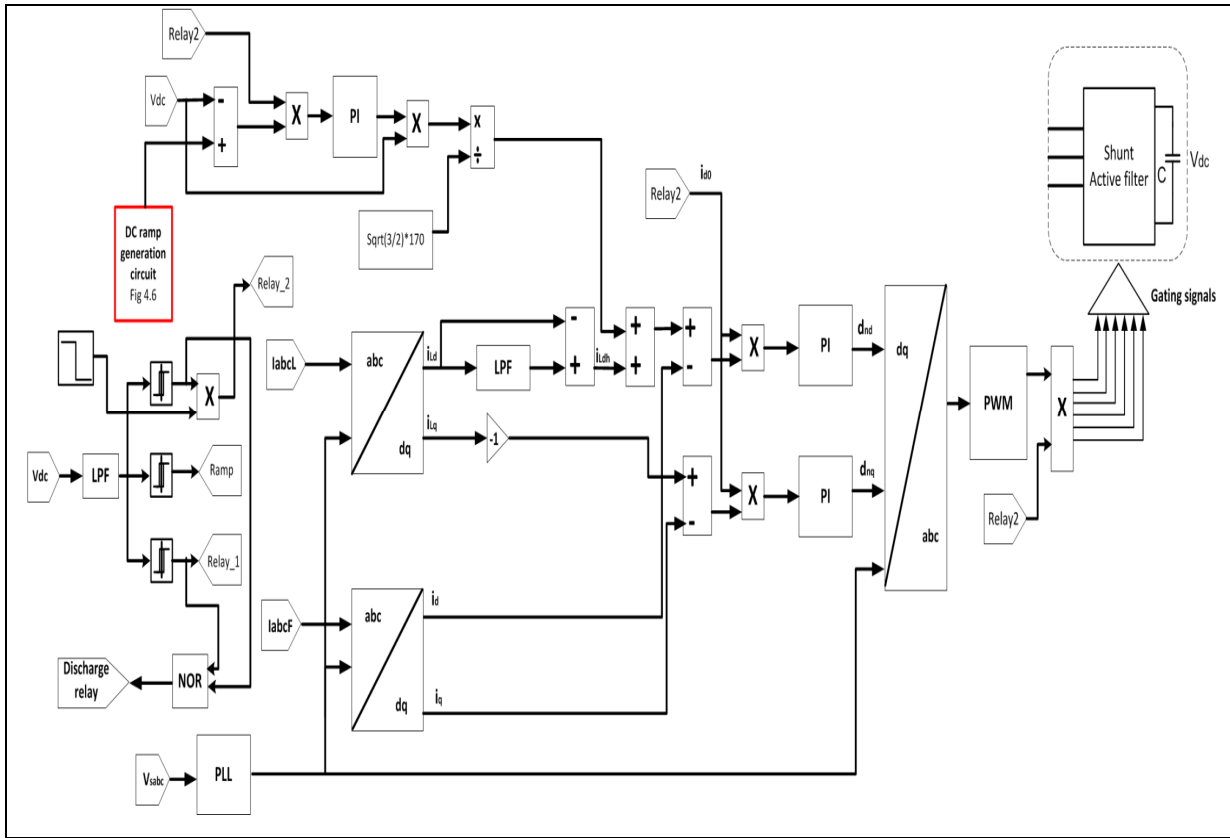 Relay2
Vdc
-
+
X
PI
X
x
÷
DC ramp
generation
circuit
Fig 4.6
Sqrt(3/2)*170
Relay2
id0
Shunt
Active filter
C
Vdc
Gating signals
Relay_2
X
Vdc
LPF
Ramp
Relay_1
NOR
Discharge
relay
Vsabc
PLL
IabcL
abc
dq
iLd
LPF
-
+
iLdh
+
+
+
-
X
PI
dnd
iLq
-1
+
-
X
PI
dnq
IabcF
abc
dq
id
iq
dq
abc
PWM
X
Relay2